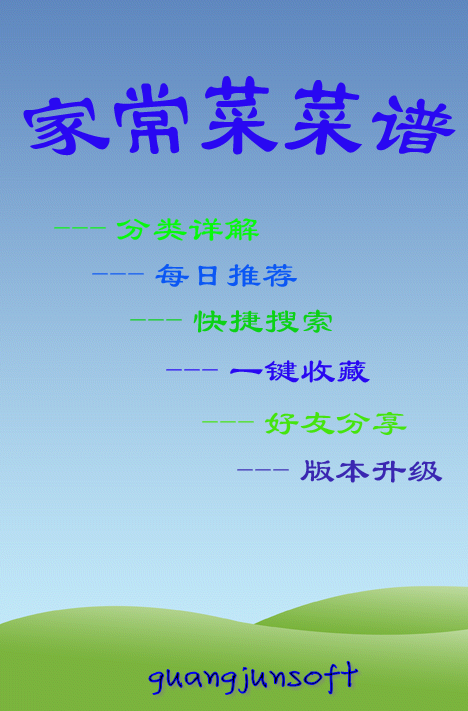 家常菜菜谱
--- 分类详解
--- 每日推荐
--- 快捷搜索
--- 一键收藏
--- 好友分享
--- 版本升级
guangjunsoft